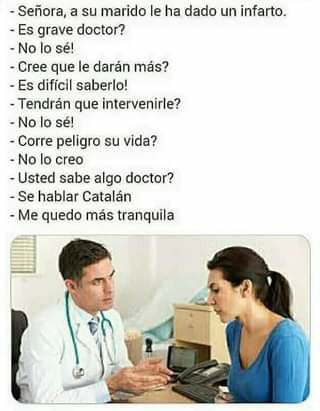 - Señora, a su marido le ha dado un infarto.
- Es grave doctor?
- No lo sé!
- Cree que le darán más?
- Es difícil saberlo!
- Tendrán que intervenirle?
- No lo sé!
- Corre peligro su vida?
- No lo creo
- Usted sabe algo doctor?
- Se hablar Catalán
- Me quedo más tranquila